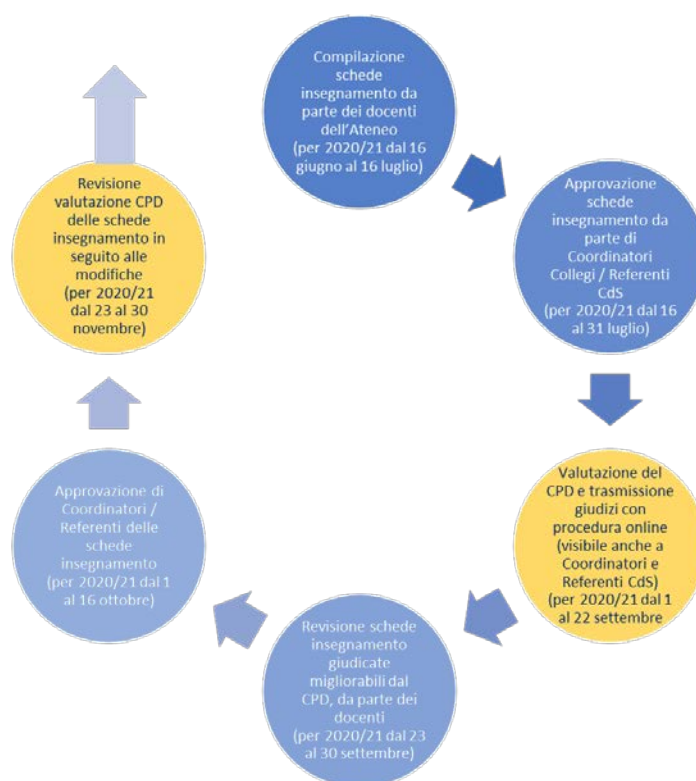 Compilazione
schede
insegnamento da
parte dei docenti
dell'Ateneo
(per 2020/21 dal 16
giugno al 16 luglio)
Approvazione
schede
insegnamento da
parte di
Coordinatori
Collegi / Referenti
CdS
(per 2020/21 dal 16
al 31 luglio)
Valutazione del
CPD e trasmissione
giudizi con
procedura online
(visibile anche a
Coordinatori e
Referenti CdS)
(per 2020/21 dal 1
al 22 settembre
Revisione schede
insegnamento
giudicate
migliorabili dal
CPD, da parte dei
docenti
(per 2020/21 dal 23
al 30 settembre)
Approvazione di
Coordinatori /
Referenti delle
schede
insegnamento
(per 2020/21 dal 1
al 16 ottobre)
Revisione
valutazione CPD
delle schede
insegnamento in
seguito alle
modifiche
(per 2020/21
dal 23 al 30
novembre)